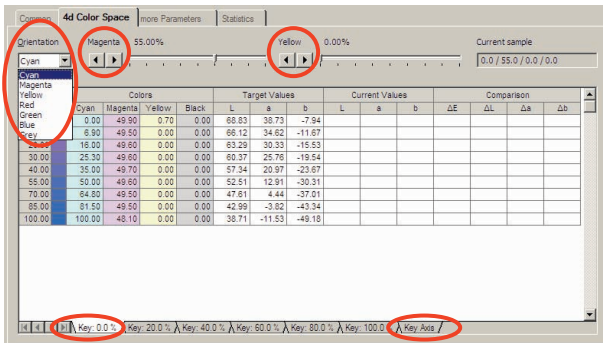 Common 4d Color Space more Parameters Statistics
Orientation Magenta 55.00% Yellow 0.00% Current sample
Cyan 0.0 / 55.0 / 0.0 / 0.0
Cyan
Magenta
Yellow
Red
Green
Blue
Grey
Colors Target Values Current Values Comparison
Cyan Magenta Yellow Black L a b L a b ΔE ΔL Δa Δb
0.00 49.90 0.70 0.00 68.83 38.73 -7.94
6.90 49.50 0.00 0.00 66.12 34.62 -11.67
20.00 16.00 49.60 0.00 0.00 63.29 30.33 -15.53
30.00 25.30 49.60 0.00 0.00 60.37 25.76 -19.54
40.00 35.00 49.70 0.00 0.00 57.34 20.97 -23.67
55.00 50.00 49.60 0.00 0.00 52.51 12.91 -30.31
70.00 64.80 49.50 0.00 0.00 47.61 4.44 -37.01
85.00 81.50 49.50 0.00 0.00 42.99 -3.82 -43.34
100.00 100.00 48.10 0.00 0.00 38.71 -11.53 -49.18
Key: 0.0 % Key: 20.0 % Key: 40.0 % Key: 60.0 % Key: 80.0 % Key: 100.0 % Key Axis